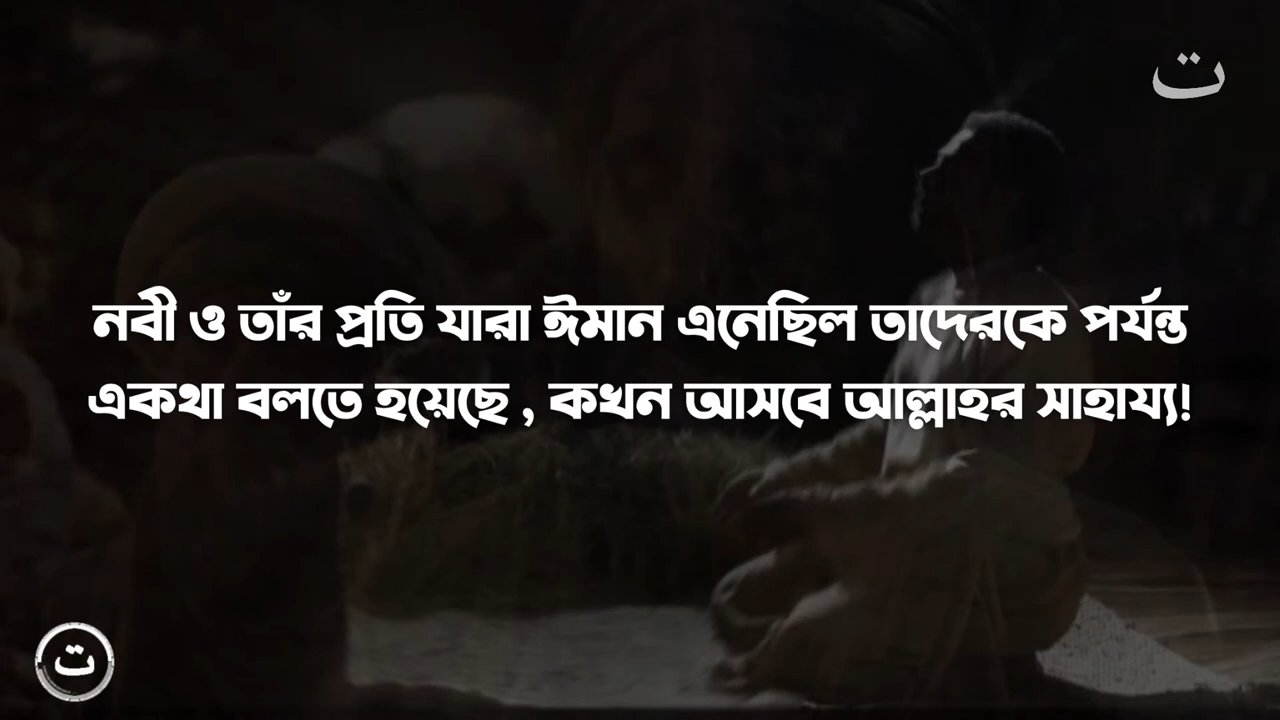 ت
নবী ও তাঁর প্রতি যারা ঈমান এনেছিল তাদেরকে পর্যন্ত
একথা বলতে হয়েছে , কখন আসবে আল্লাহর সাহায্য!
ت